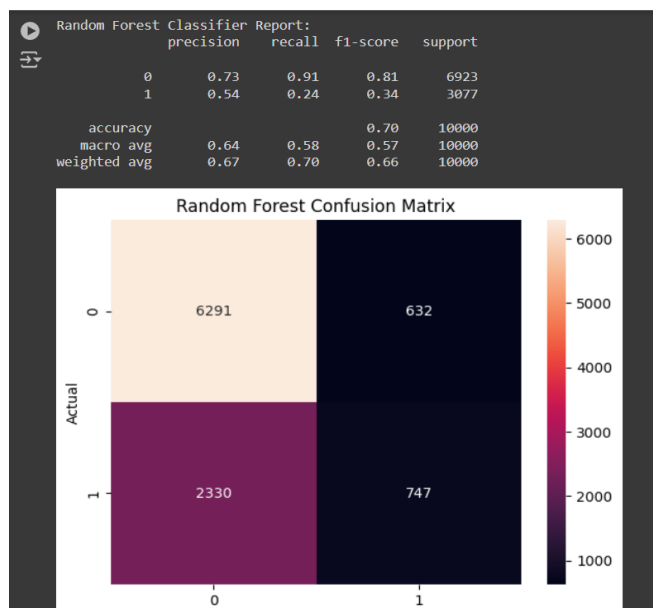 Random Forest Classifier Report:
precision recall f1-score support
0 0.73 0.91 0.81 6923
1 0.54 0.24 0.34 3077
accuracy 0.70 10000
macro avg 0.64 0.58 0.57 10000
weighted avg 0.67 0.70 0.66 10000
Random Forest Confusion Matrix
6000
0 6291 632
5000
4000
Actual
3000
1 2330 747
2000
1000
0 1